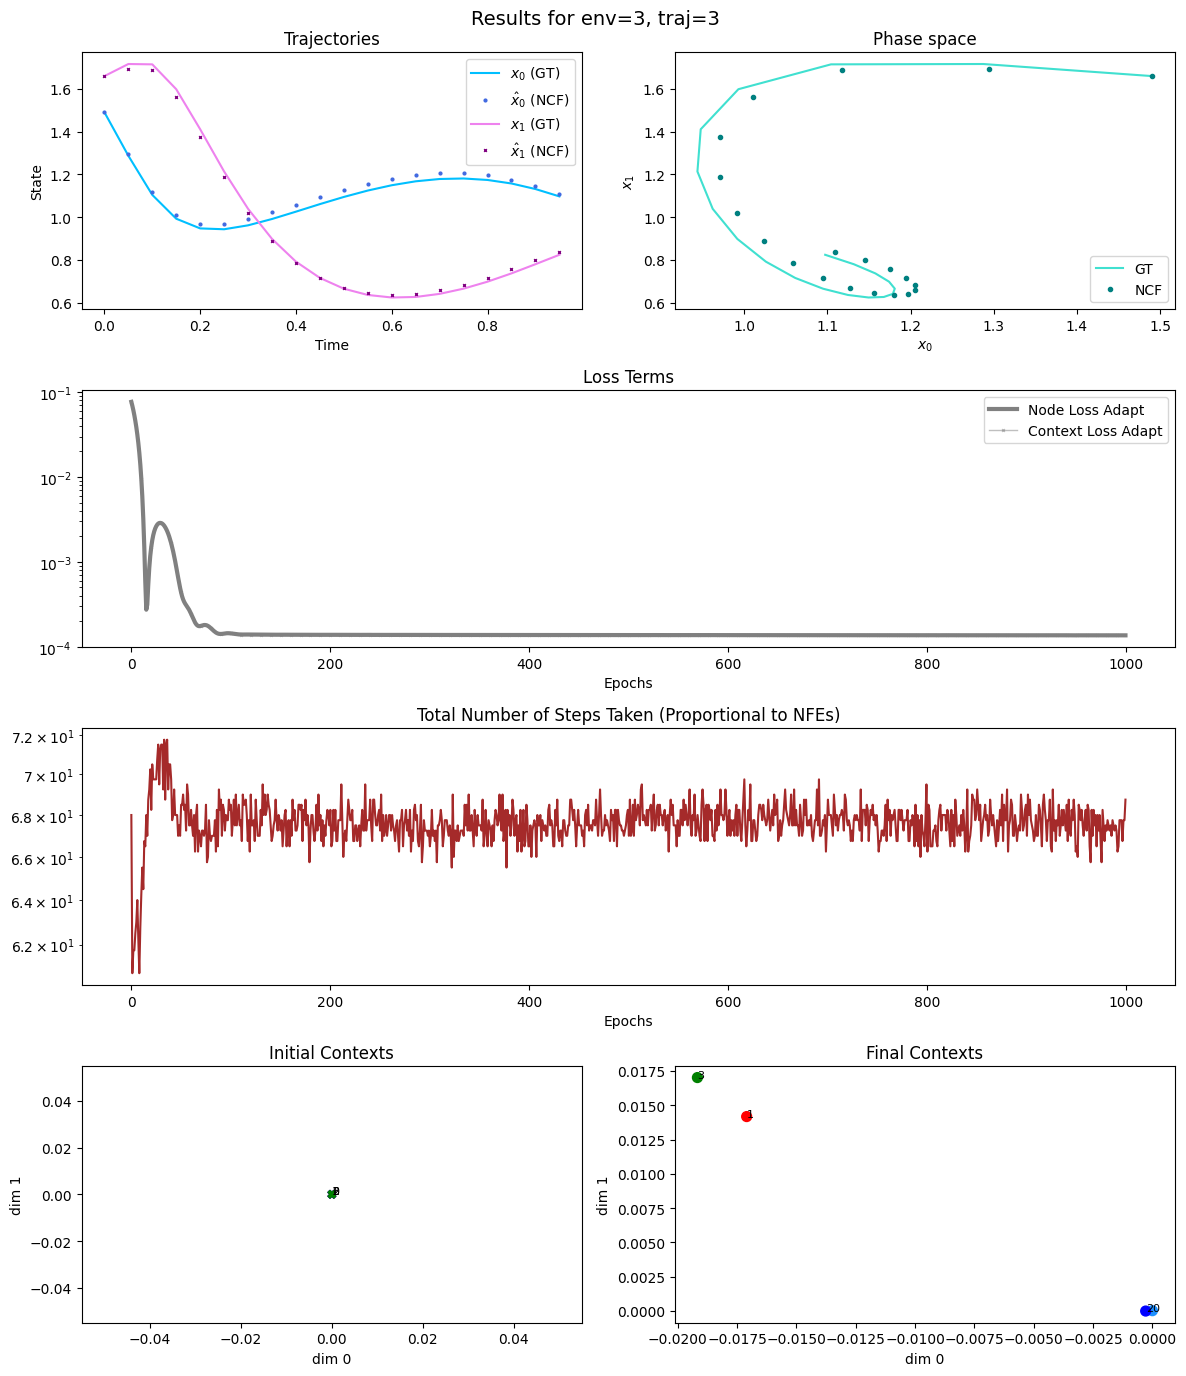 Results for env=3, traj=3
Trajectories
State
1.6
1.4
1.2
1.0
0.8
0.6
x_0 (GT)
x̂_0 (NCF)
x_1 (GT)
x̂_1 (NCF)
0.0 0.2 0.4 0.6 0.8
Time
Phase space
x_1
1.6
1.4
1.2
1.0
0.8
0.6
GT
NCF
1.0 1.1 1.2 1.3 1.4 1.5
x_0
Loss Terms
10^-1
10^-2
10^-3
10^-4
Node Loss Adapt
Context Loss Adapt
0 200 400 600 800 1000
Epochs
Total Number of Steps Taken (Proportional to NFEs)
7.2 × 10^1
7 × 10^1
6.8 × 10^1
6.6 × 10^1
6.4 × 10^1
6.2 × 10^1
0 200 400 600 800 1000
Epochs
Initial Contexts
dim 1
0.04
0.02
0.00
−0.02
−0.04
−0.04 −0.02 0.00 0.02 0.04
dim 0
Final Contexts
dim 1
0.0175
0.0150
0.0125
0.0100
0.0075
0.0050
0.0025
0.0000
3
1
20
−0.0200 −0.0175 −0.0150 −0.0125 −0.0100 −0.0075 −0.0050 −0.0025 0.0000
dim 0